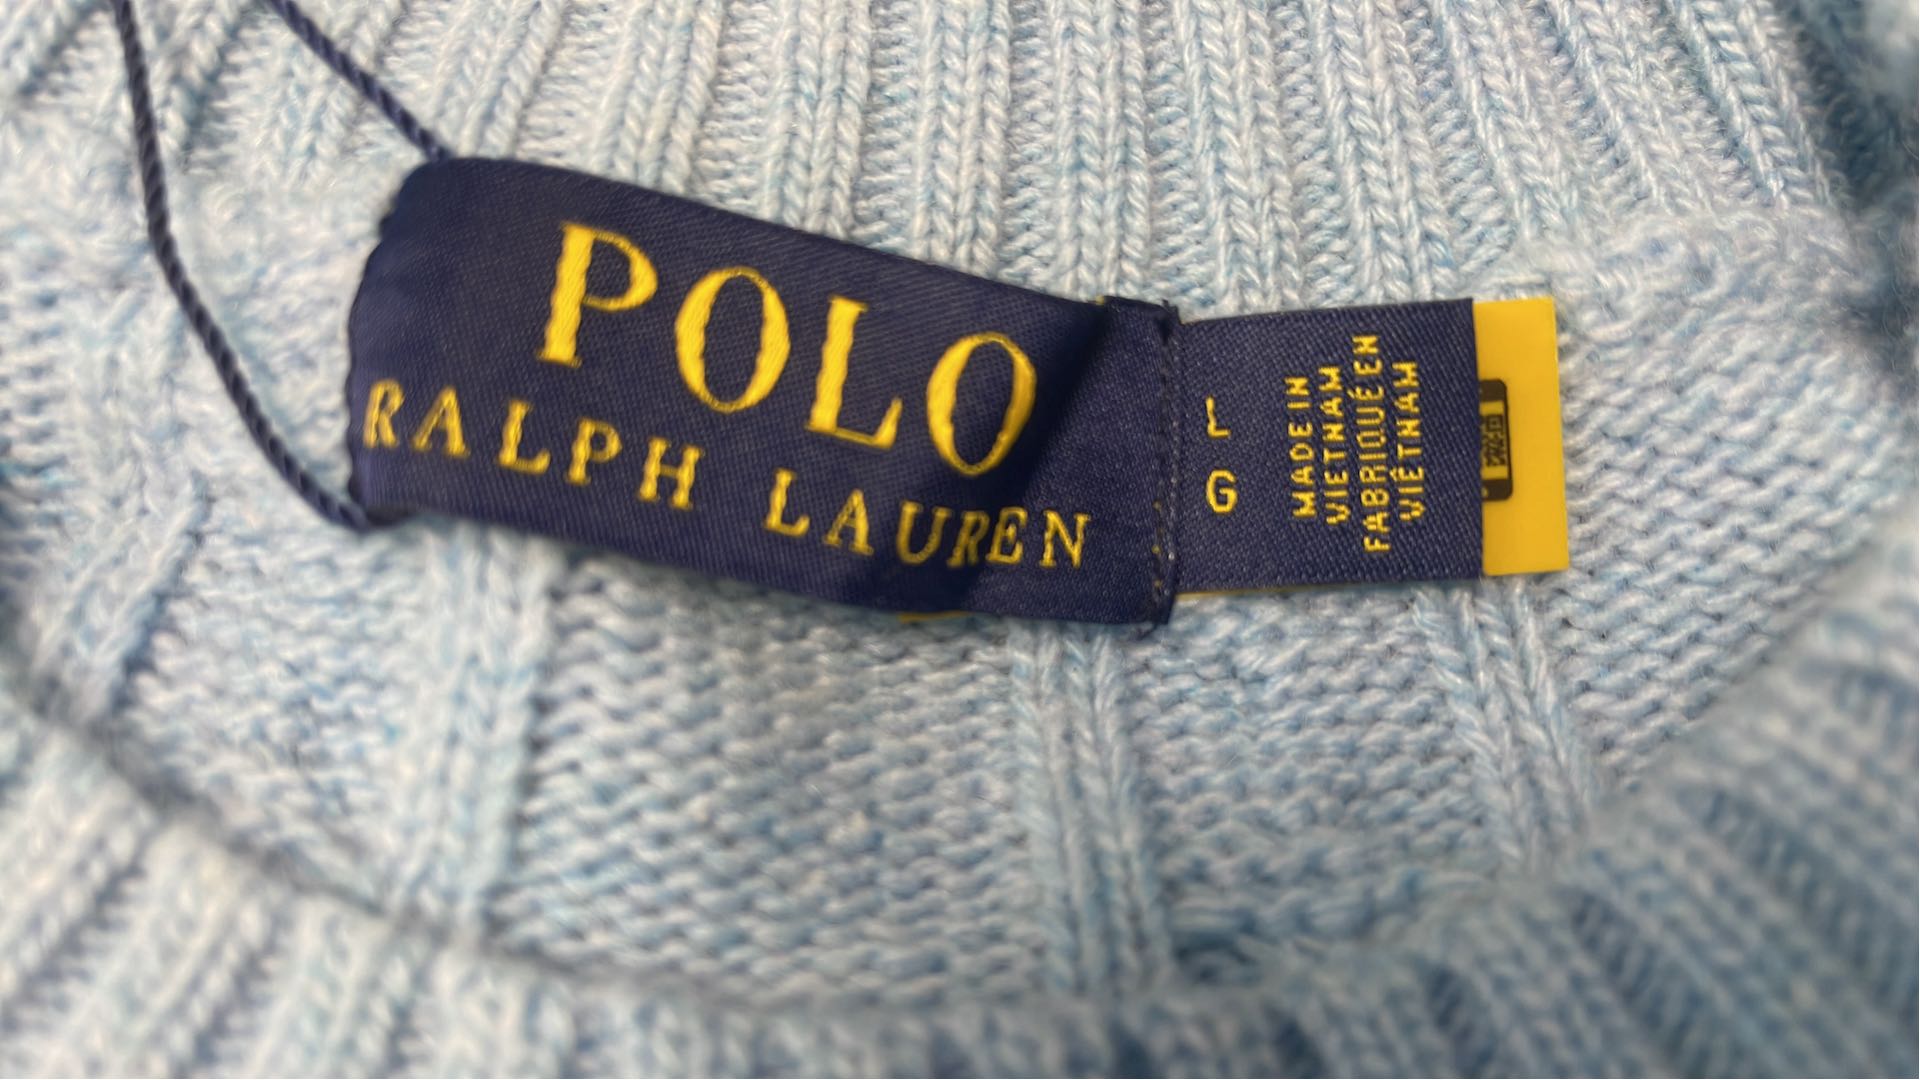 POLO
RALPH LAUREN
L
G
MADE IN
VIETNAM
FABRIQUÉ EN
VIÊTNAM